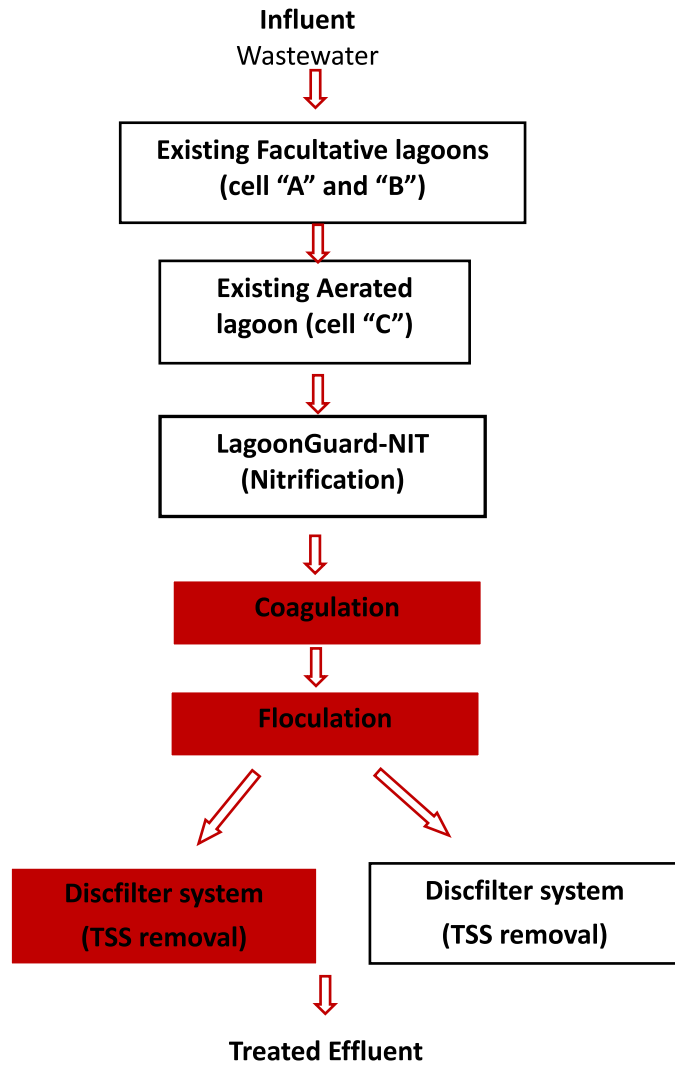 Influent
Wastewater
Existing Facultative lagoons
(cell “A” and “B”)
Existing Aerated
lagoon (cell “C”)
LagoonGuard-NIT
(Nitrification)
Coagulation
Floculation
Discfilter system
(TSS removal)
Discfilter system
(TSS removal)
Treated Effluent